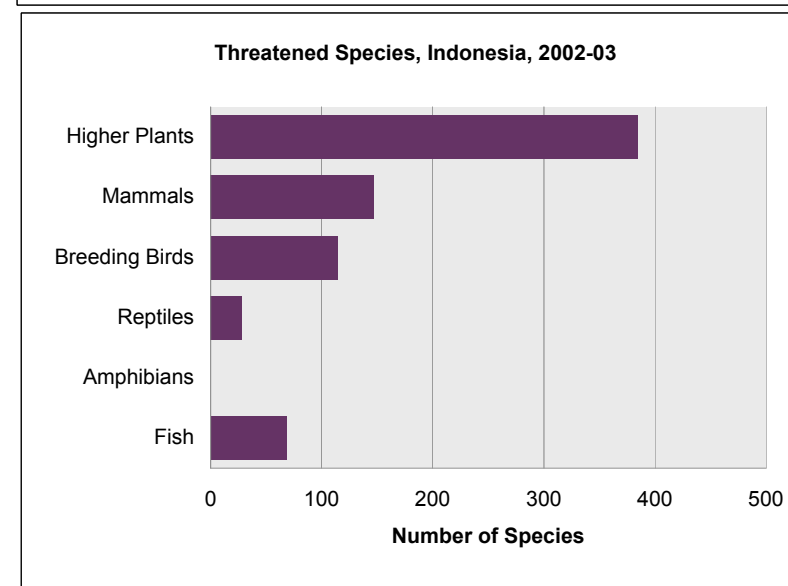 Threatened Species, Indonesia, 2002-03
Higher Plants
Mammals
Breeding Birds
Reptiles
Amphibians
Fish
0 100 200 300 400 500
Number of Species